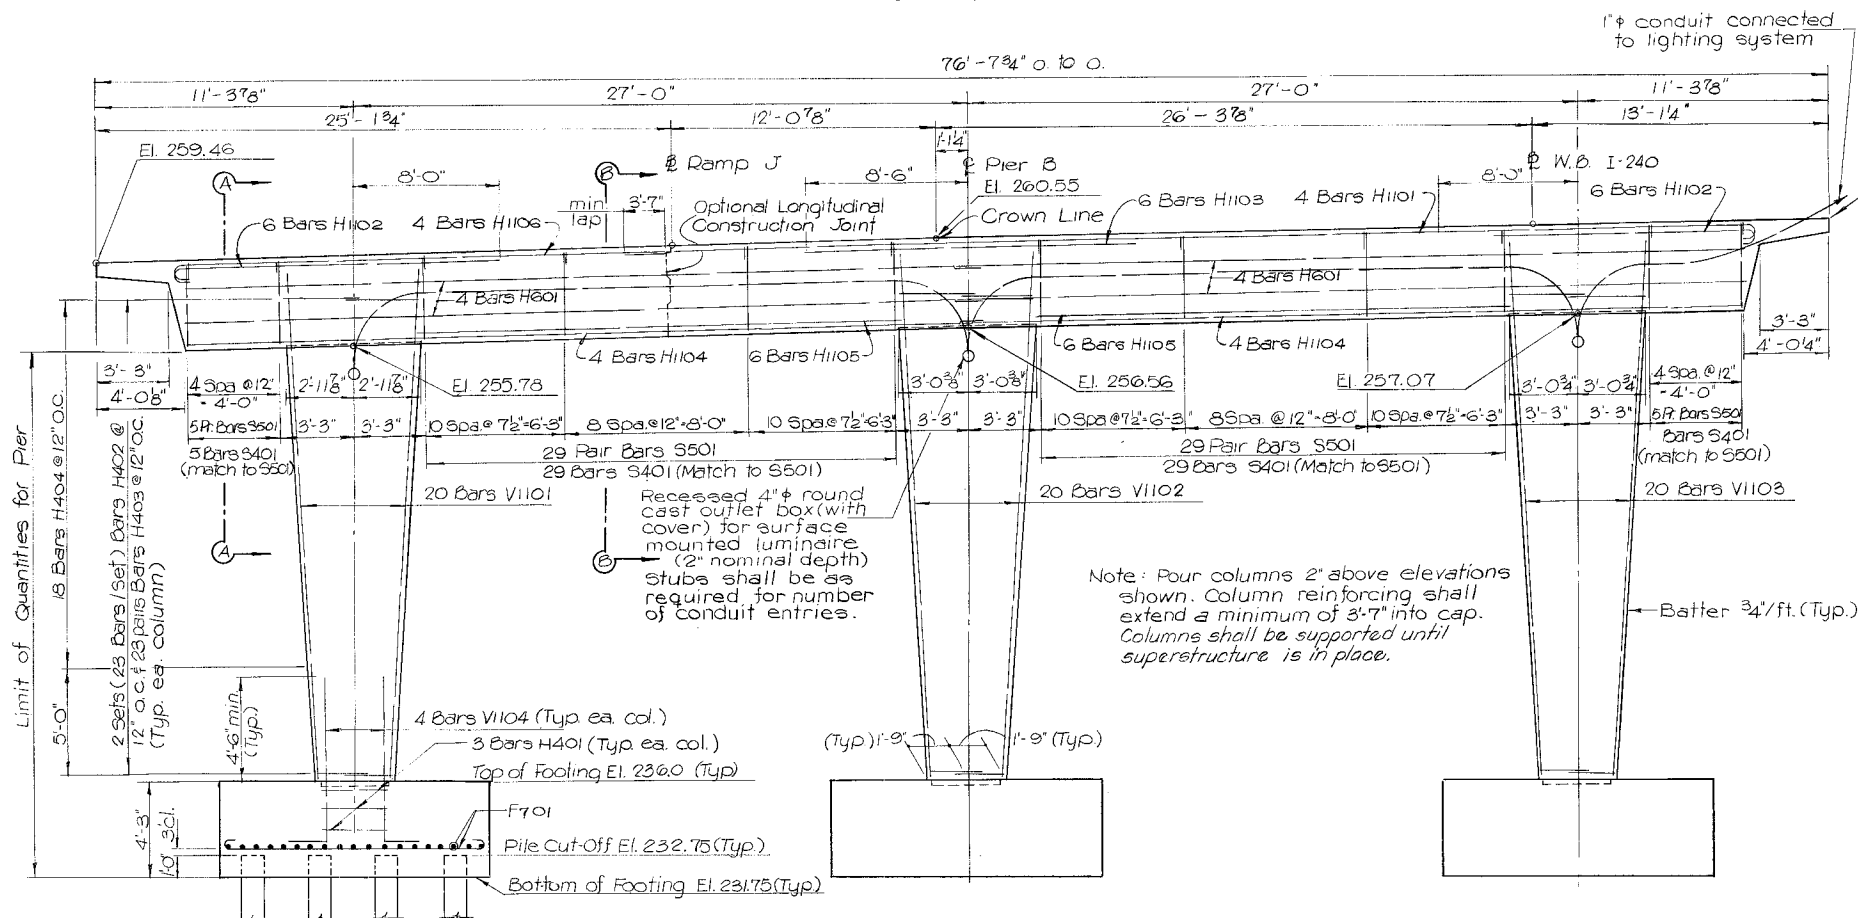 1"φ conduit connected
to lighting system
76'-7¾" O. to O.
11'-3⅞"
27'-0"
27'-0"
11'-3⅞"
25'-1¾"
12'-0⅞"
26'-3⅞"
13'-1¼"
1'-1¼"
El. 259.46
A
8'-0"
B
℄ Ramp J
8'-6"
℄ Pier B
El. 260.55
Crown Line
8'-0"
℄ W.B. I-240
6 Bars H1102
4 Bars H1106
min
lap
3'-7"
Optional Longitudinal
Construction Joint
6 Bars H1103
4 Bars H1101
6 Bars H1102
4 Bars H601
4 Bars H601
4 Bars H1104
6 Bars H1105
6 Bars H1105
4 Bars H1104
3'-3"
4'-0¼"
3'-3"
4'-0⅛"
4 Spa @ 12"
= 4'-0"
2'-11⅞"
2'-11⅞"
El. 255.78
3'-0⅜"
3'-0⅜"
El. 256.56
El. 257.07
3'-0¾"
3'-0¾"
4 Spa. @ 12"
= 4'-0"
5 Pr. Bars S501
3'-3"
3'-3"
10 Spa. @ 7½"=6'-3"
8 Spa. @ 12"=8'-0"
10 Spa. @ 7½"=6'-3"
3'-3"
3'-3"
10 Spa @ 7½"=6'-3"
8 Spa. @ 12"=8'-0"
10 Spa. @ 7½"=6'-3"
3'-3"
3'-3"
5 Pr. Bars S501
5 Bars S401
(match to S501)
29 Pair Bars S501
29 Bars S401 (Match to S501)
29 Pair Bars S501
29 Bars S401 (Match to S501)
Bars S401
(match to S501)
20 Bars V1101
20 Bars V1102
20 Bars V1103
Recessed 4"φ round
cast outlet box (with
cover) for surface
mounted luminaire
(2" nominal depth)
Stubs shall be as
required for number
of conduit entries.
A
B
Note: Pour columns 2" above elevations
shown. Column reinforcing shall
extend a minimum of 3'-7" into cap.
Columns shall be supported until
superstructure is in place.
Batter ¾"/ft. (Typ.)
Limit of Quantities for Pier
18 Bars H404 @ 12" O.C.
5'-0"
2 Sets (23 Bars/Set) Bars H402 @
12" O.C. & 23 pairs Bars H403 @ 12" O.C.
(Typ. ea. column)
4'-6" min.
(Typ.)
4 Bars V1104 (Typ. ea. col.)
3 Bars H401 (Typ. ea. col.)
Top of Footing El. 236.0 (Typ)
(Typ.) 1'-9"
1'-9" (Typ.)
4'-3"
3"cl.
1'-0"
F701
Pile Cut-Off El. 232.75 (Typ.)
Bottom of Footing El. 231.75 (Typ.)